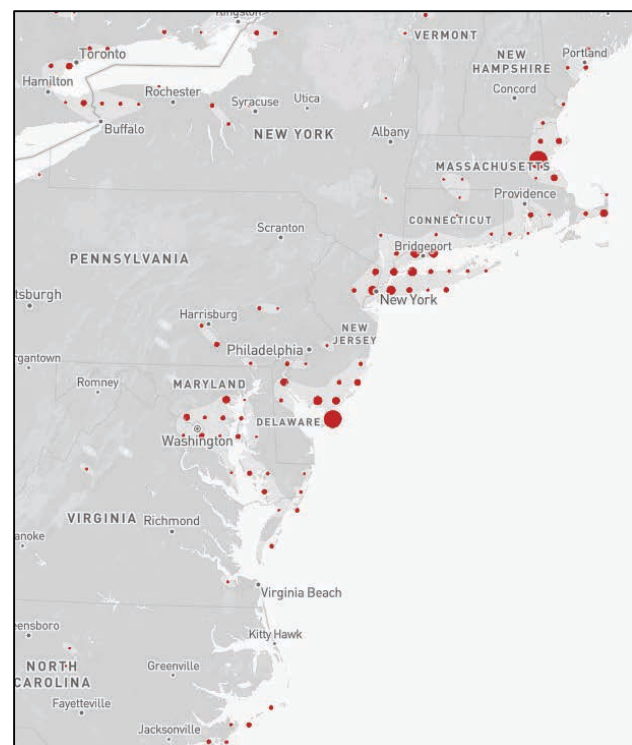 Kingston
VERMONT
Toronto
NEW HAMPSHIRE
Portland
Hamilton
Rochester
Syracuse
Utica
Concord
Buffalo
NEW YORK
Albany
MASSACHUSETTS
Providence
CONNECTICUT
Scranton
Bridgeport
PENNSYLVANIA
tsburgh
New York
Harrisburg
NEW JERSEY
Philadelphia
rgantown
Romney
MARYLAND
DELAWARE
Washington
VIRGINIA
Richmond
anoke
Virginia Beach
eensboro
Kitty Hawk
NORTH CAROLINA
Greenville
Fayetteville
Jacksonville